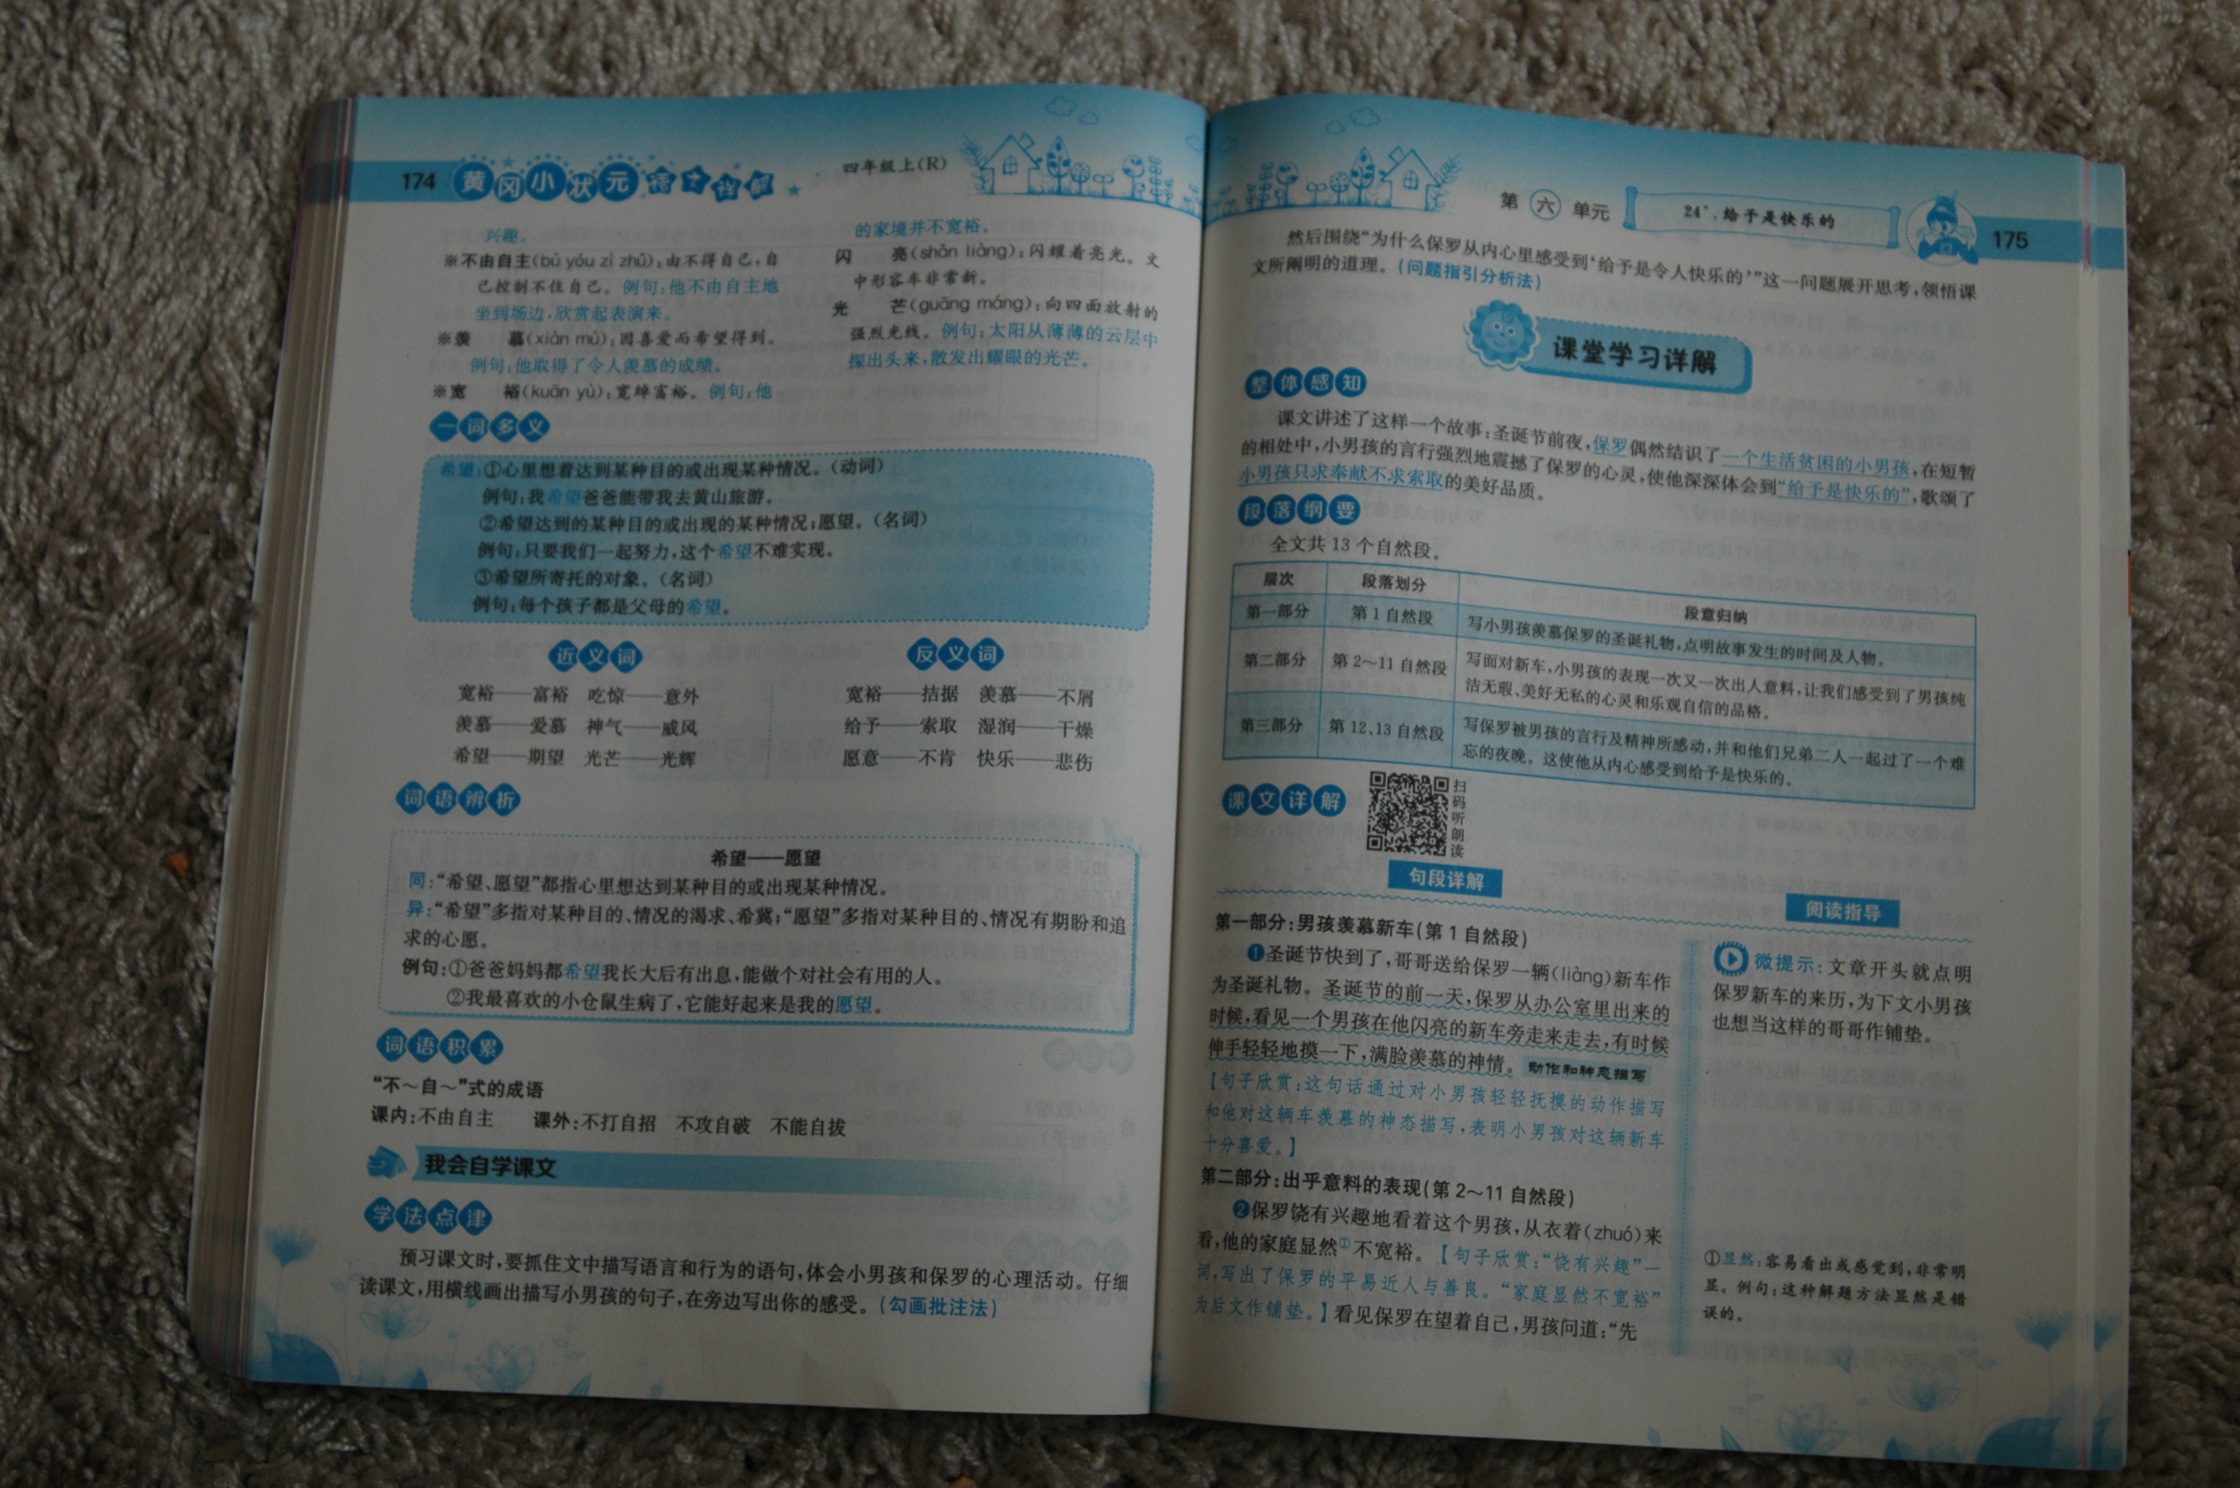 174 黄冈小状元 详解 四年级上(R)
兴趣。
※不由自主(bù yóu zì zhǔ):由不得自己,自
己控制不住自己。例句:他不由自主地
坐到场边,欣赏起表演来。
※羡 慕(xiàn mù):因喜爱而希望得到。
例句:他取得了令人羡慕的成绩。
※宽 裕(kuān yù):宽绰富裕。例句:他
的家境并不宽裕。
闪 亮(shǎn liàng):闪耀着亮光。文
中形容车非常新。
光 芒(guāng máng):向四面放射的
强烈光线。例句:太阳从薄薄的云层中
探出头来,散发出耀眼的光芒。
一词多义
希望:①心里想着达到某种目的或出现某种情况。(动词)
例句:我希望爸爸能带我去黄山旅游。
②希望达到的某种目的或出现的某种情况;愿望。(名词)
例句:只要我们一起努力,这个希望不难实现。
③希望所寄托的对象。(名词)
例句:每个孩子都是父母的希望。
近义词
宽裕——富裕 吃惊——意外
羡慕——爱慕 神气——威风
希望——期望 光芒——光辉
反义词
宽裕——拮据 羡慕——不屑
给予——索取 湿润——干燥
愿意——不肯 快乐——悲伤
词语辨析
希望——愿望
同:“希望、愿望”都指心里想达到某种目的或出现某种情况。
异:“希望”多指对某种目的、情况的渴求、希冀;“愿望”多指对某种目的、情况有期盼和追
求的心愿。
例句:①爸爸妈妈都希望我长大后有出息,能做个对社会有用的人。
②我最喜欢的小仓鼠生病了,它能好起来是我的愿望。
词语积累
“不~自~”式的成语
课内:不由自主 课外:不打自招 不攻自破 不能自拔
我会自学课文
学法点津
预习课文时,要抓住文中描写语言和行为的语句,体会小男孩和保罗的心理活动。仔细
读课文,用横线画出描写小男孩的句子,在旁边写出你的感受。(勾画批注法)
第六单元 24*.给予是快乐的 175
然后围绕“为什么保罗从内心里感受到‘给予是令人快乐的’”这一问题展开思考,领悟课
文所阐明的道理。(问题指引分析法)
课堂学习详解
整体感知
课文讲述了这样一个故事:圣诞节前夜,保罗偶然结识了一个生活贫困的小男孩,在短暂
的相处中,小男孩的言行强烈地震撼了保罗的心灵,使他深深体会到“给予是快乐的”,歌颂了
小男孩只求奉献不求索取的美好品质。
段落纲要
全文共13个自然段。
层次 段落划分 段意归纳
第一部分 第1自然段 写小男孩羡慕保罗的圣诞礼物,点明故事发生的时间及人物。
第二部分 第2~11自然段 写面对新车,小男孩的表现一次又一次出人意料,让我们感受到了男孩纯
洁无瑕、美好无私的心灵和乐观自信的品格。
第三部分 第12、13自然段 写保罗被男孩的言行及精神所感动,并和他们兄弟二人一起过了一个难
忘的夜晚。这使他从内心感受到给予是快乐的。
课文详解
扫码听朗读
句段详解
阅读指导
第一部分:男孩羡慕新车(第1自然段)
❶圣诞节快到了,哥哥送给保罗一辆(liàng)新车作
为圣诞礼物。圣诞节的前一天,保罗从办公室里出来的
时候,看见一个男孩在他闪亮的新车旁走来走去,有时候
伸手轻轻地摸一下,满脸羡慕的神情。动作和神态描写
【句子欣赏:这句话通过对小男孩轻轻抚摸的动作描写
和他对这辆车羡慕的神态描写,表明小男孩对这辆新车
十分喜爱。】
第二部分:出乎意料的表现(第2~11自然段)
❷保罗饶有兴趣地看着这个男孩,从衣着(zhuó)来
看,他的家庭显然①不宽裕。【句子欣赏:“饶有兴趣”一
词,写出了保罗的平易近人与善良。“家庭显然不宽裕”
为后文作铺垫。】看见保罗在望着自己,男孩问道:“先
微提示:文章开头就点明
保罗新车的来历,为下文小男孩
也想当这样的哥哥作铺垫。
①显然:容易看出或感觉到,非常明
显。例句:这种解题方法显然是错
误的。